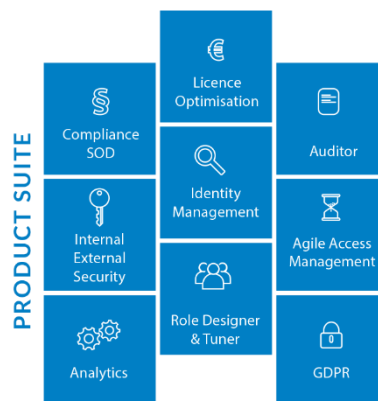 PRODUCT SUITE
§
Compliance
SOD
€
Licence
Optimisation
Auditor
Internal
External
Security
Identity
Management
Agile Access
Management
Analytics
Role Designer
& Tuner
GDPR